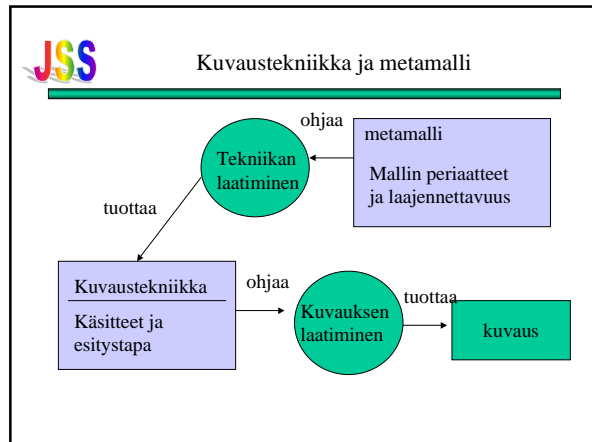 JSS
Kuvaustekniikka ja metamalli
ohjaa
metamalli
Mallin periaatteet
ja laajennettavuus
Tekniikan
laatiminen
tuottaa
Kuvaustekniikka
Käsitteet ja
esitystapa
ohjaa
Kuvauksen
laatiminen
tuottaa
kuvaus